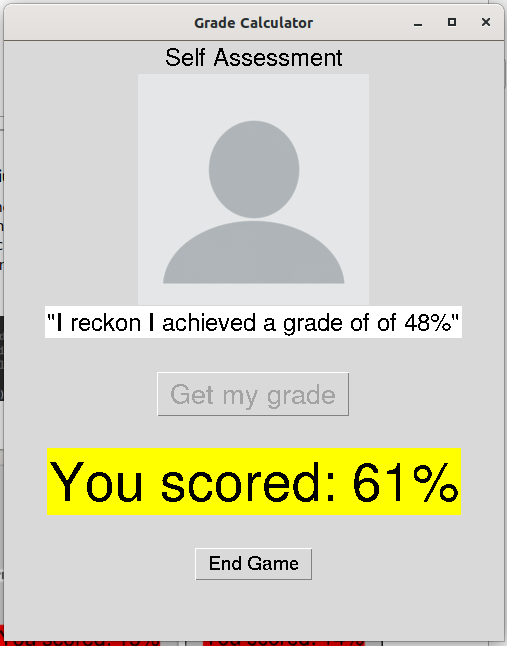 Grade Calculator
Self Assessment
"I reckon I achieved a grade of of 48%"
Get my grade
You scored: 61%
End Game